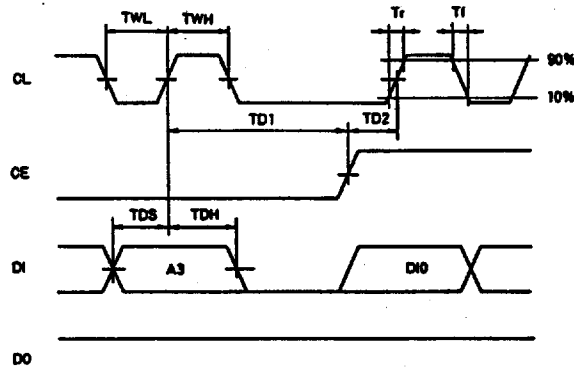 TWL TWH Tr Tf
90%
CL
10%
TD1 TD2
CE
TDS TDH
DI A3 DI0
DO